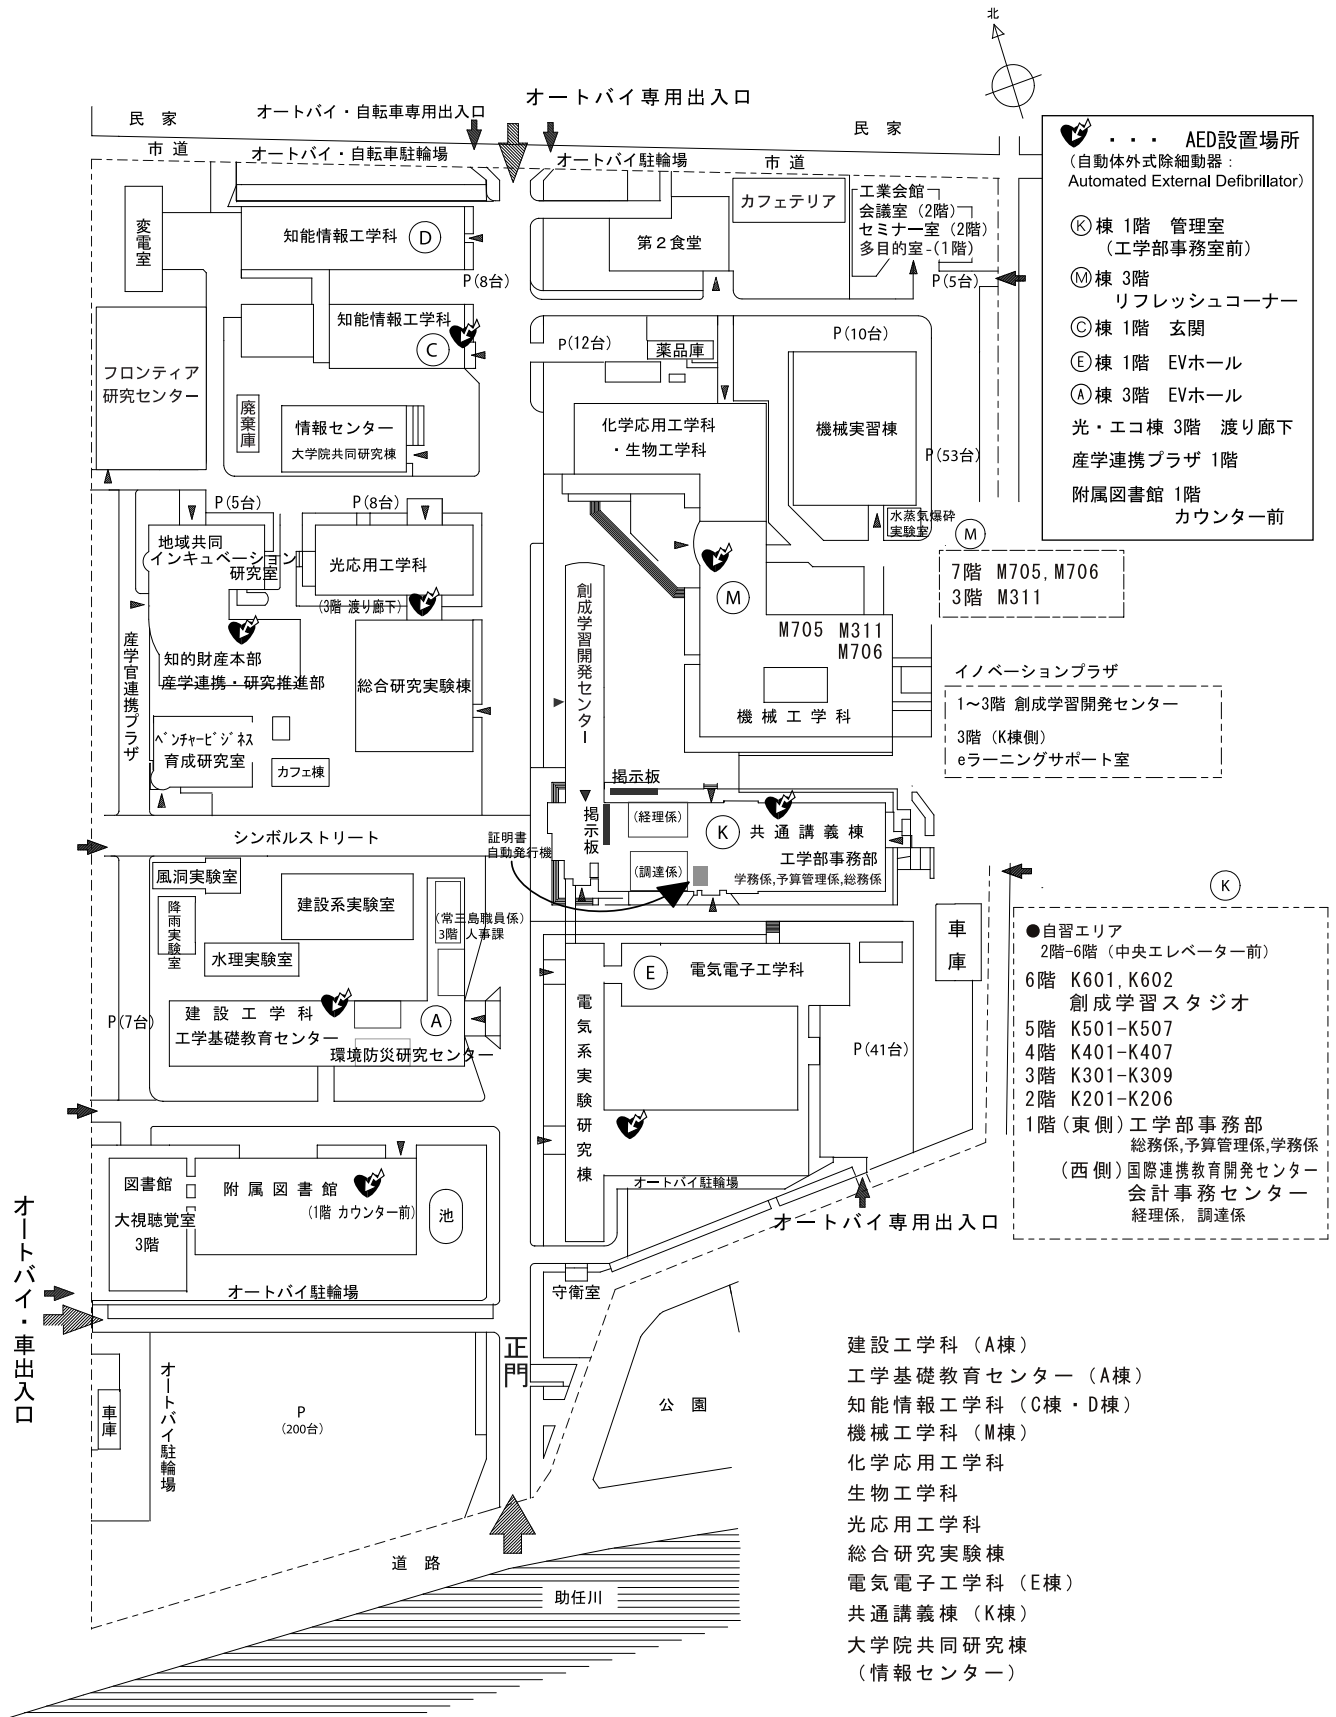 北
オートバイ専用出入口
オートバイ・自転車専用出入口
民 家
民 家
市 道
オートバイ・自転車駐輪場
オートバイ駐輪場
市 道
変電室
知能情報工学科
D
第2食堂
カフェテリア
工業会館
会議室 (2階)
セミナー室 (2階)
多目的室-(1階)
P(8台)
P(5台)
知能情報工学科
C
P(12台)
薬品庫
P(10台)
フロンティア
研究センター
廃棄庫
情報センター
大学院共同研究棟
化学応用工学科
・生物工学科
機械実習棟
P(53台)
P(5台)
P(8台)
水蒸気爆砕
実験室
地域共同
インキュベーション
研究室
光応用工学科
(3階 渡り廊下)
M
M705 M311
M706
創成学習開発センター
産学官連携プラザ
知的財産本部
産学連携・研究推進部
総合研究実験棟
機械工学科
ベンチャービジネス
育成研究室
カフェ棟
掲示板
掲示板
(経理係)
K
共通講義棟
シンボルストリート
証明書
自動発行機
(調達係)
工学部事務部
学務係,予算管理係,総務係
風洞実験室
降雨実験室
建設系実験室
水理実験室
(常三島職員係)
3階 人事課
車庫
E
電気電子工学科
P(7台)
建設工学科
工学基礎教育センター
A
環境防災研究センター
電気系実験研究棟
P(41台)
図書館
大視聴覚室
3階
附属図書館
(1階 カウンター前)
池
オートバイ駐輪場
オートバイ専用出入口
オートバイ・車出入口
オートバイ駐輪場
守衛室
正門
車庫
オートバイ駐輪場
P
(200台)
公園
道路
助任川
・・・ AED設置場所
(自動体外式除細動器:
Automated External Defibrillator)
K棟 1階 管理室
(工学部事務室前)
M棟 3階
リフレッシュコーナー
C棟 1階 玄関
E棟 1階 EVホール
A棟 3階 EVホール
光・エコ棟 3階 渡り廊下
産学連携プラザ 1階
附属図書館 1階
カウンター前
M
7階 M705,M706
3階 M311
イノベーションプラザ
1~3階 創成学習開発センター
3階 (K棟側)
eラーニングサポート室
K
●自習エリア
2階-6階 (中央エレベーター前)
6階 K601,K602
創成学習スタジオ
5階 K501-K507
4階 K401-K407
3階 K301-K309
2階 K201-K206
1階(東側)工学部事務部
総務係,予算管理係,学務係
(西側)国際連携教育開発センター
会計事務センター
経理係, 調達係
建設工学科 (A棟)
工学基礎教育センター (A棟)
知能情報工学科 (C棟・D棟)
機械工学科 (M棟)
化学応用工学科
生物工学科
光応用工学科
総合研究実験棟
電気電子工学科 (E棟)
共通講義棟 (K棟)
大学院共同研究棟
(情報センター)